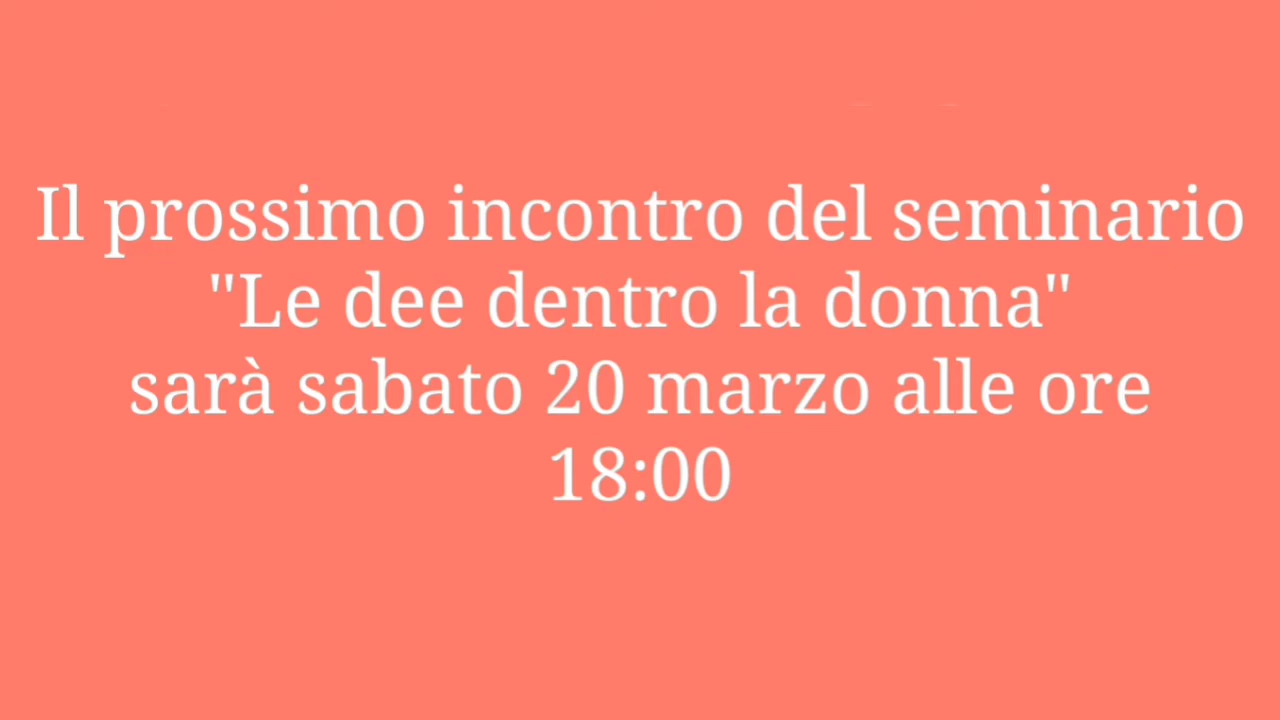 Il prossimo incontro del seminario
"Le dee dentro la donna"
sarà sabato 20 marzo alle ore
18:00